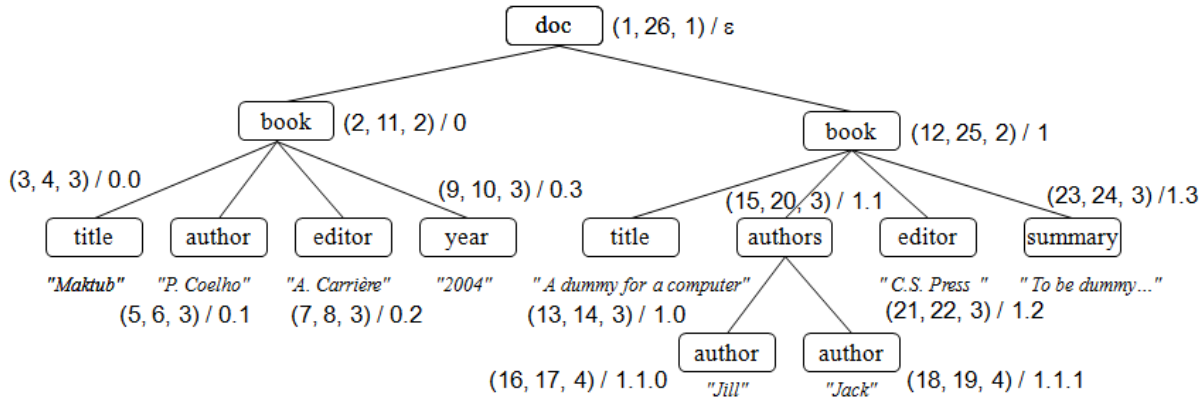 doc (1, 26, 1) / ε
book (2, 11, 2) / 0
book (12, 25, 2) / 1
(3, 4, 3) / 0.0
(9, 10, 3) / 0.3
(15, 20, 3) / 1.1
(23, 24, 3) /1.3
title author editor year title authors editor summary
"Maktub" "P. Coelho" "A. Carrière" "2004" "A dummy for a computer" "C.S. Press " " To be dummy…"
(5, 6, 3) / 0.1 (7, 8, 3) / 0.2 (13, 14, 3) / 1.0 (21, 22, 3) / 1.2
author author
(16, 17, 4) / 1.1.0 "Jill" "Jack" (18, 19, 4) / 1.1.1